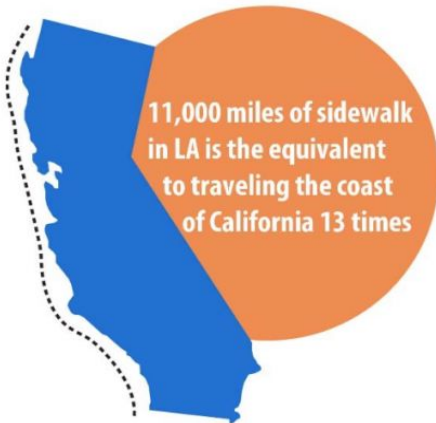 11,000 miles of sidewalk
in LA is the equivalent
to traveling the coast
of California 13 times